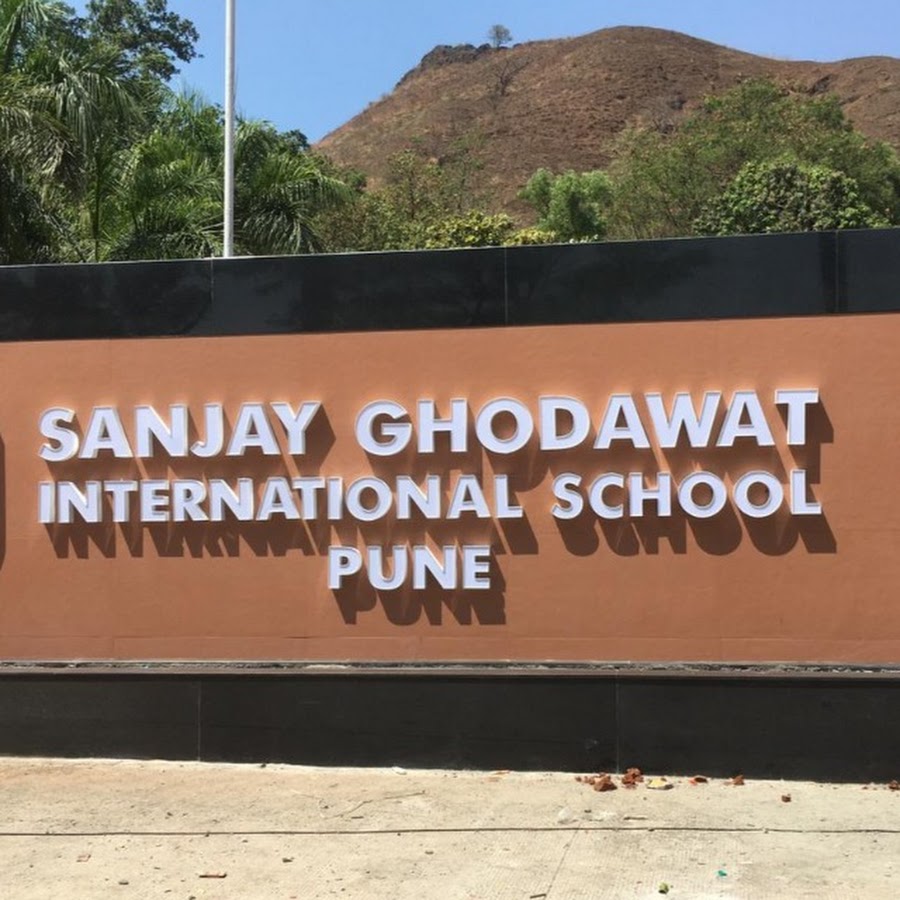 SANJAY GHODAWAT
INTERNATIONAL SCHOOL
PUNE